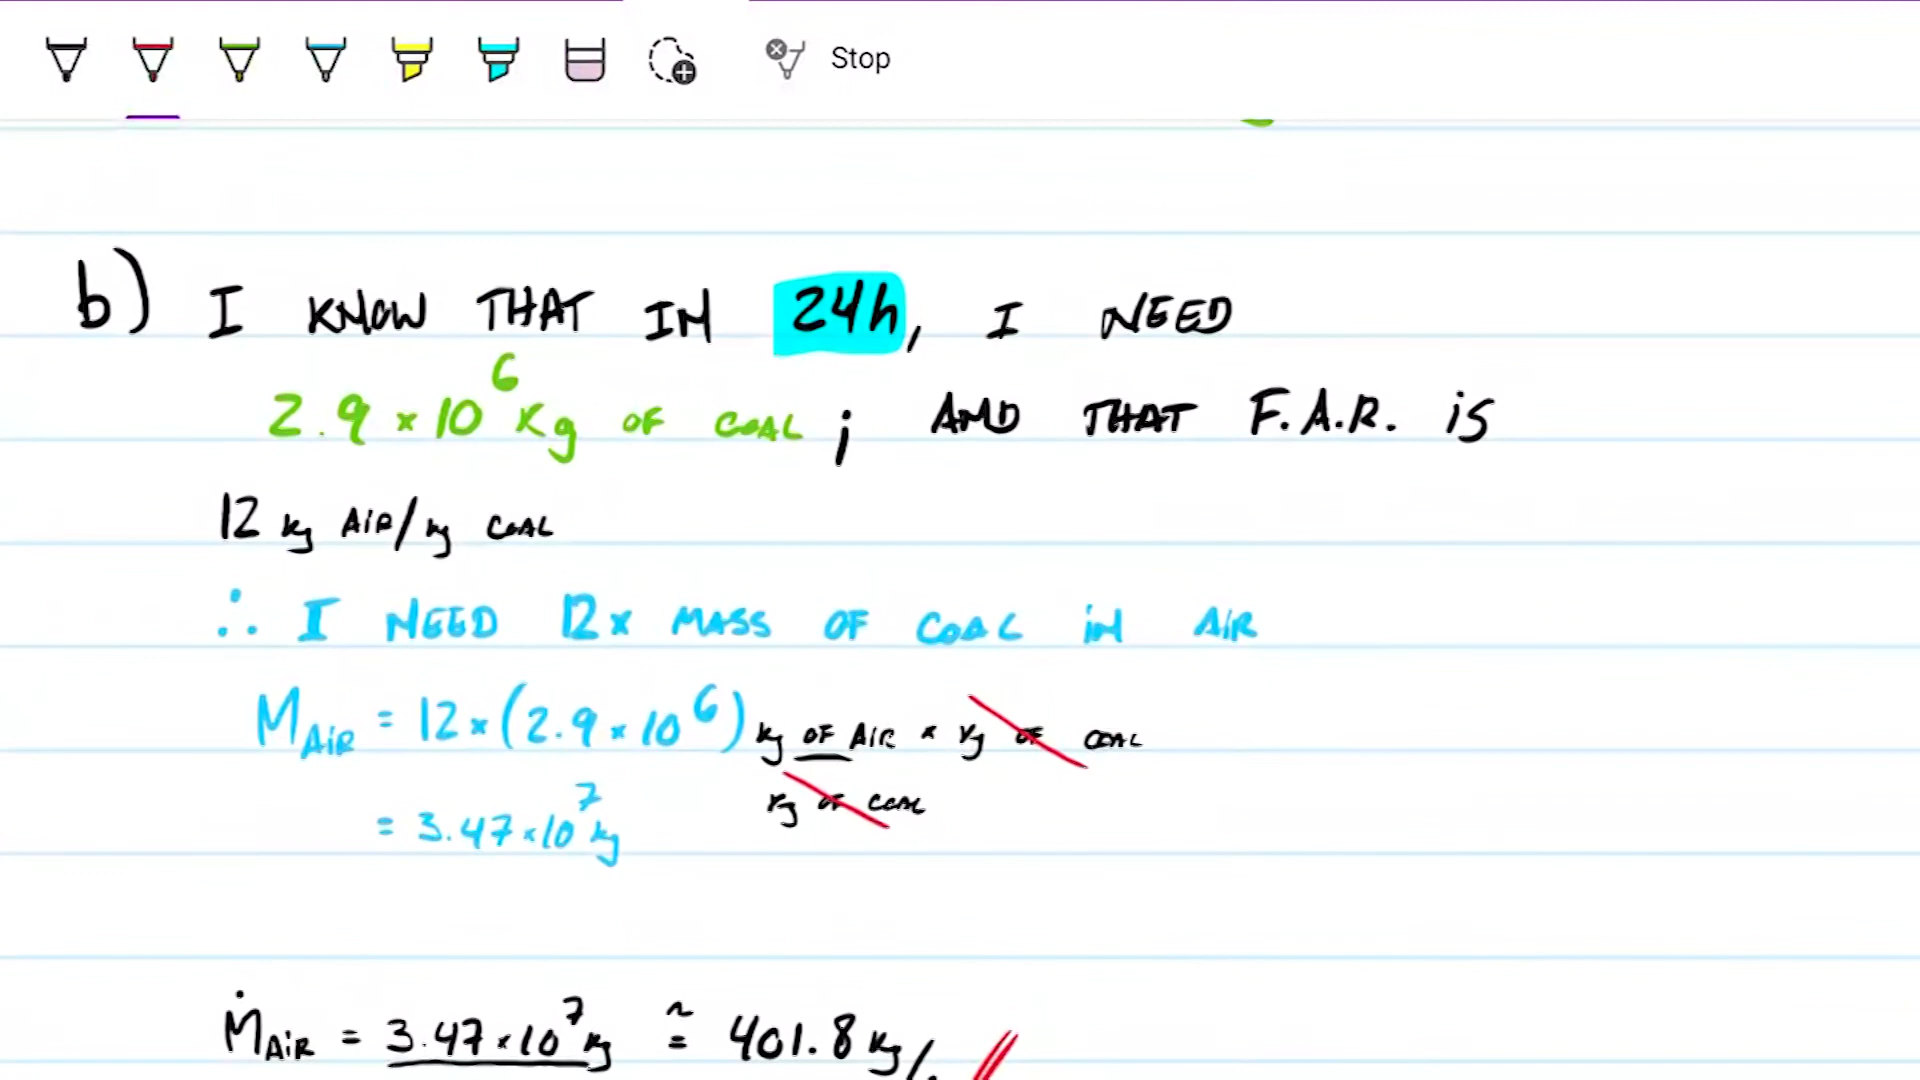 Stop
b) I KNOW THAT IN 24h, I NEED
2.9 × 10⁶ Kg OF COAL ; AND THAT F.A.R. is
12 kg AiR/kg COAL
∴ I NEED 12x MASS OF COAL in AiR
M_AiR = 12 × (2.9 × 10⁶) kg OF AiR × kg OF COAL
kg OF COAL
= 3.47 × 10⁷ kg
Ṁ_AiR = 3.47 × 10⁷ kg ≅ 401.8 kg/